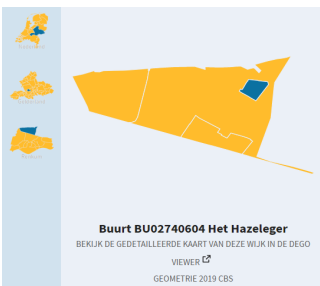 Buurt BU02740604 Het Hazeleger
BEKIJK DE GEDETAILLEERDE KAART VAN DEZE WIJK IN DE DEGO
VIEWER
GEOMETRIE 2019 CBS